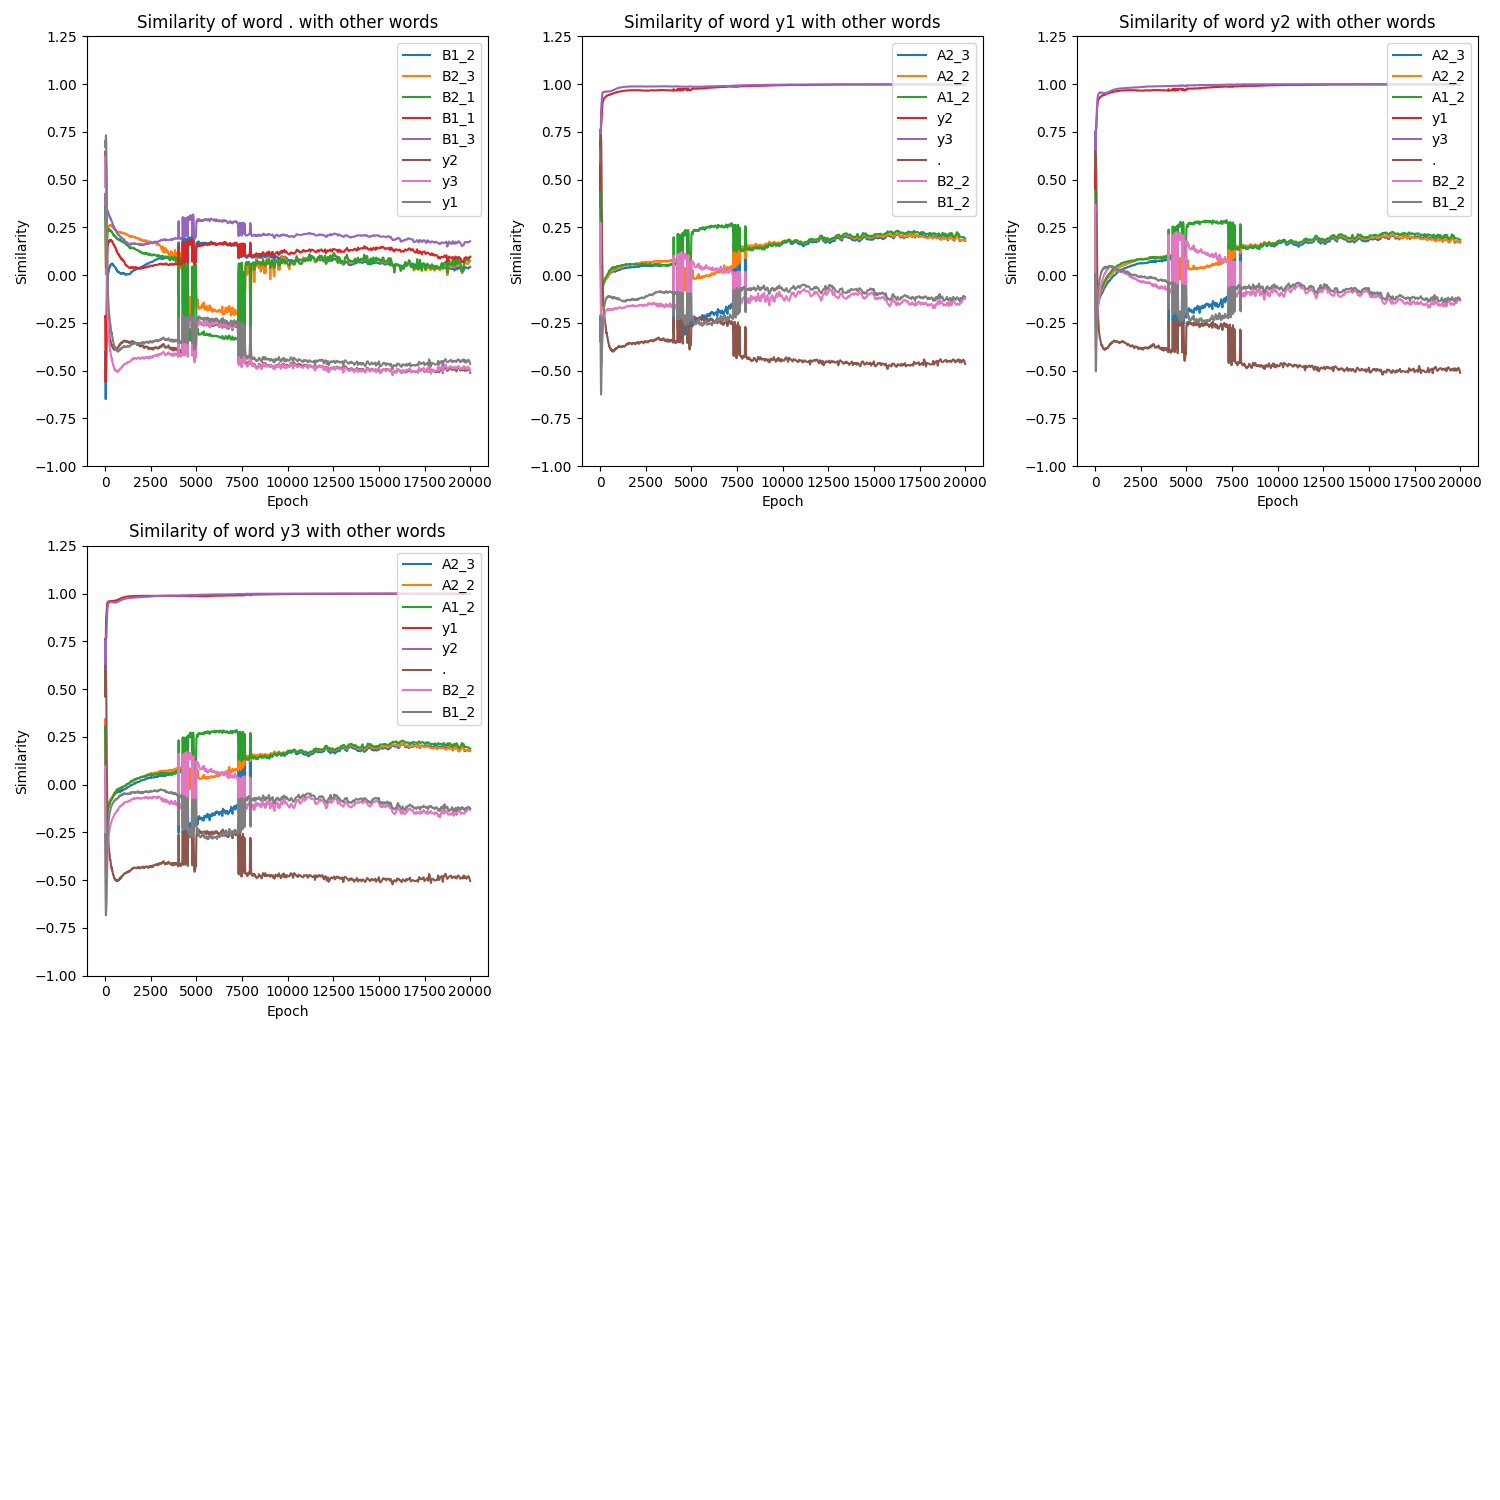 Similarity of word . with other words
Similarity
1.25
1.00
0.75
0.50
0.25
0.00
−0.25
−0.50
−0.75
−1.00
B1_2
B2_3
B2_1
B1_1
B1_3
y2
y3
y1
0 2500 5000 7500 10000 12500 15000 17500 20000
Epoch
Similarity of word y1 with other words
Similarity
1.25
1.00
0.75
0.50
0.25
0.00
−0.25
−0.50
−0.75
−1.00
A2_3
A2_2
A1_2
y2
y3
.
B2_2
B1_2
0 2500 5000 7500 10000 12500 15000 17500 20000
Epoch
Similarity of word y2 with other words
Similarity
1.25
1.00
0.75
0.50
0.25
0.00
−0.25
−0.50
−0.75
−1.00
A2_3
A2_2
A1_2
y1
y3
.
B2_2
B1_2
0 2500 5000 7500 10000 12500 15000 17500 20000
Epoch
Similarity of word y3 with other words
Similarity
1.25
1.00
0.75
0.50
0.25
0.00
−0.25
−0.50
−0.75
−1.00
A2_3
A2_2
A1_2
y1
y2
.
B2_2
B1_2
0 2500 5000 7500 10000 12500 15000 17500 20000
Epoch